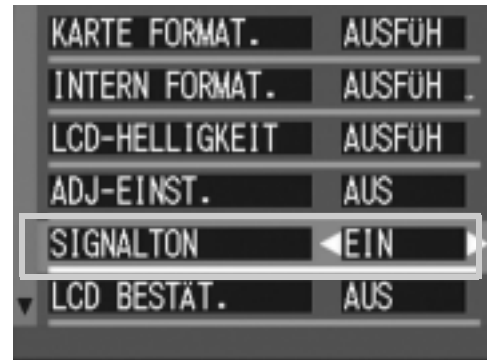 KARTE FORMAT. AUSFÜH
INTERN FORMAT. AUSFÜH
LCD-HELLIGKEIT AUSFÜH
ADJ-EINST. AUS
SIGNALTON EIN
LCD BESTÄT. AUS